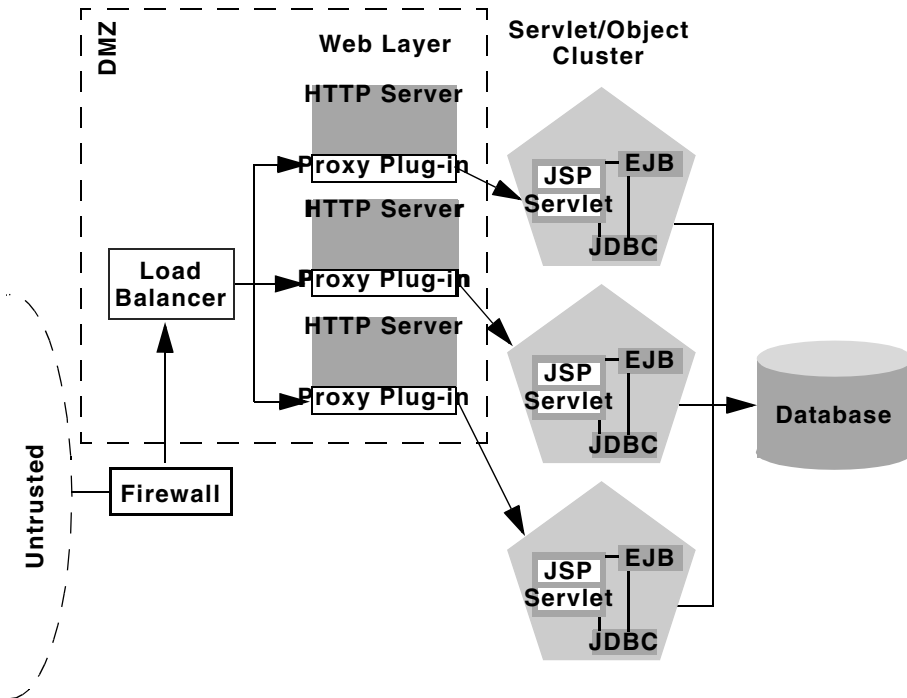 DMZ
Web Layer
Servlet/Object
Cluster
HTTP Server
Proxy Plug-in
HTTP Server
Proxy Plug-in
HTTP Server
Proxy Plug-in
Load
Balancer
Firewall
Untrusted
JSP
Servlet
EJB
JDBC
JSP
Servlet
EJB
JDBC
JSP
Servlet
EJB
JDBC
Database